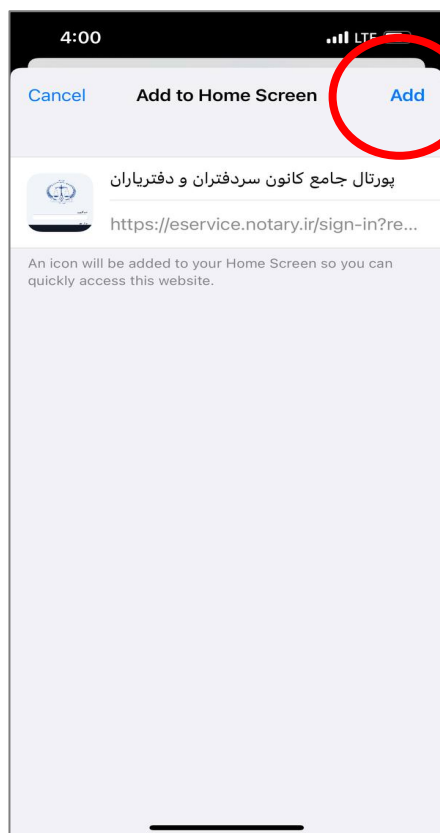 4:00 LTE
Cancel Add to Home Screen Add
پورتال جامع کانون سردفتران و دفتریاران
https://eservice.notary.ir/sign-in?re...
An icon will be added to your Home Screen so you can
quickly access this website.